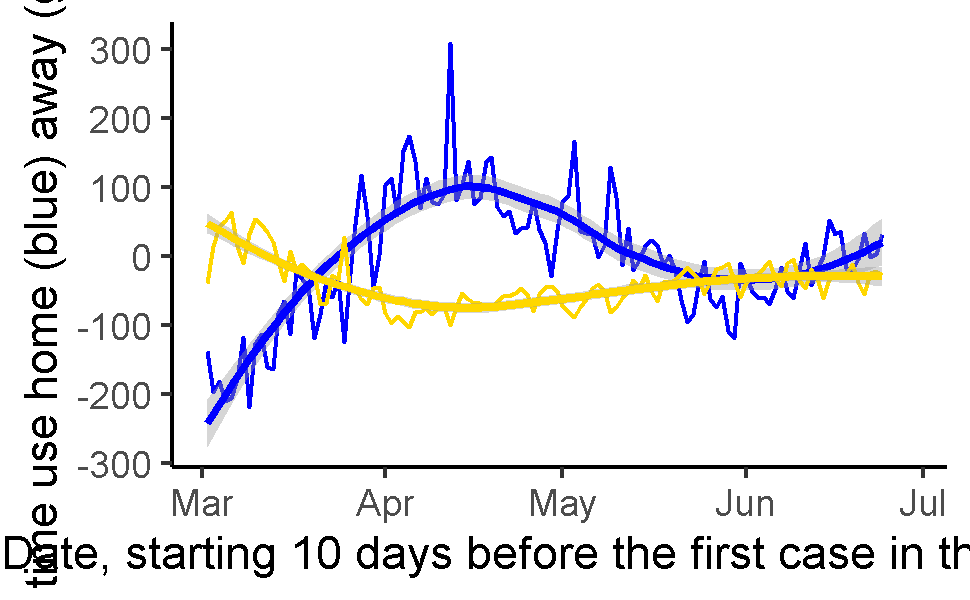 time use home (blue) away (
300
200
100
0
-100
-200
-300
Mar Apr May Jun Jul
Date, starting 10 days before the first case in th